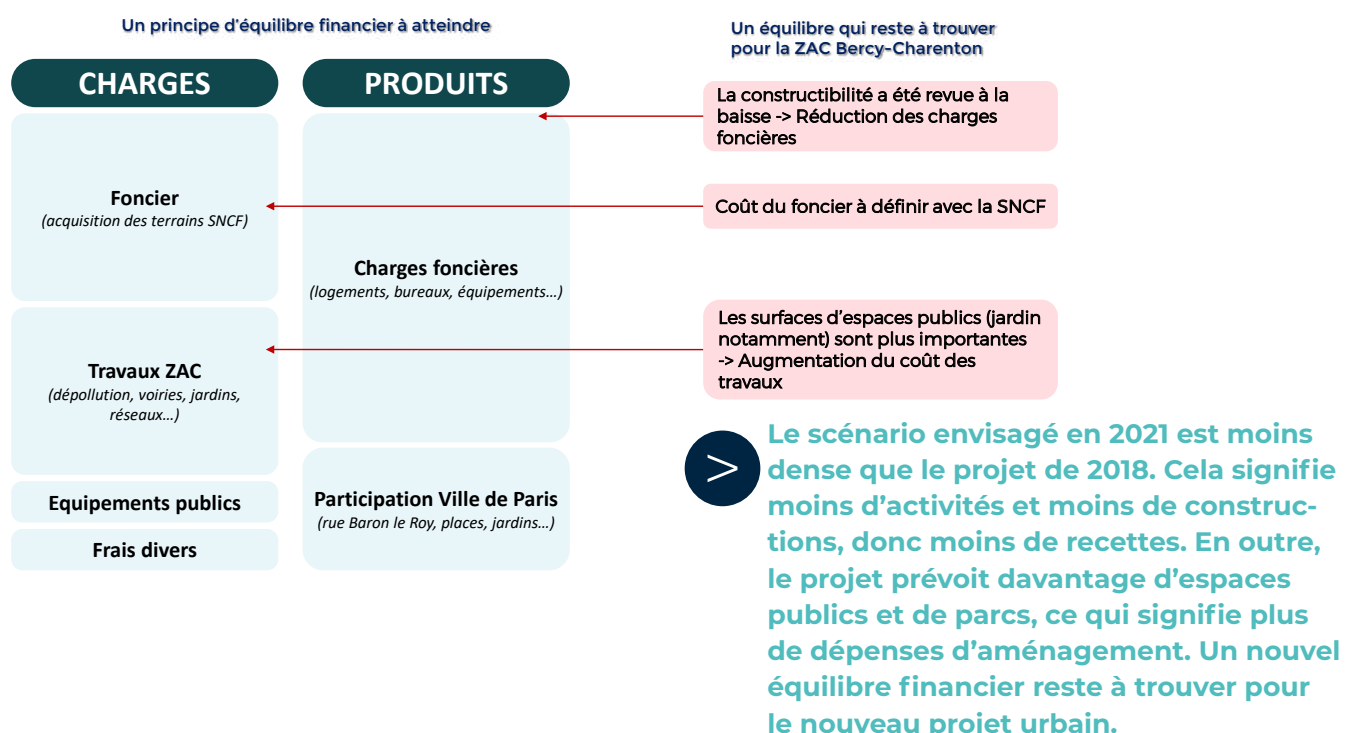 Un principe d'équilibre financier à atteindre
CHARGES
Foncier
(acquisition des terrains SNCF)
Travaux ZAC
(dépollution, voiries, jardins,
réseaux...)
Equipements publics
Frais divers
PRODUITS
Charges foncières
(logements, bureaux, équipements...)
Participation Ville de Paris
(rue Baron le Roy, places, jardins...)
Un équilibre qui reste à trouver
pour la ZAC Bercy-Charenton
La constructibilité a été revue à la
baisse -> Réduction des charges
foncières
Coût du foncier à définir avec la SNCF
Les surfaces d'espaces publics (jardin
notamment) sont plus importantes
-> Augmentation du coût des
travaux
>
Le scénario envisagé en 2021 est moins
dense que le projet de 2018. Cela signifie
moins d'activités et moins de construc-
tions, donc moins de recettes. En outre,
le projet prévoit davantage d'espaces
publics et de parcs, ce qui signifie plus
de dépenses d'aménagement. Un nouvel
équilibre financier reste à trouver pour
le nouveau projet urbain.